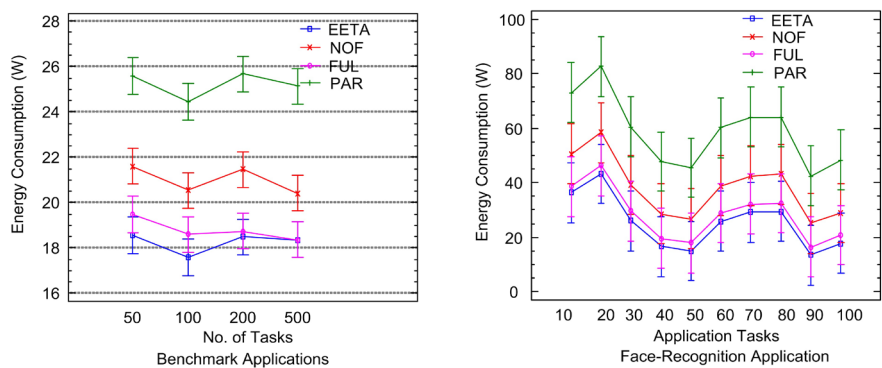 28
26
24
22
20
18
16
Energy Consumption (W)
EETA
NOF
FUL
PAR
50 100 200 500
No. of Tasks
Benchmark Applications
100
80
60
40
20
0
Energy Consumption (W)
EETA
NOF
FUL
PAR
10 20 30 40 50 60 70 80 90 100
Application Tasks
Face-Recognition Application